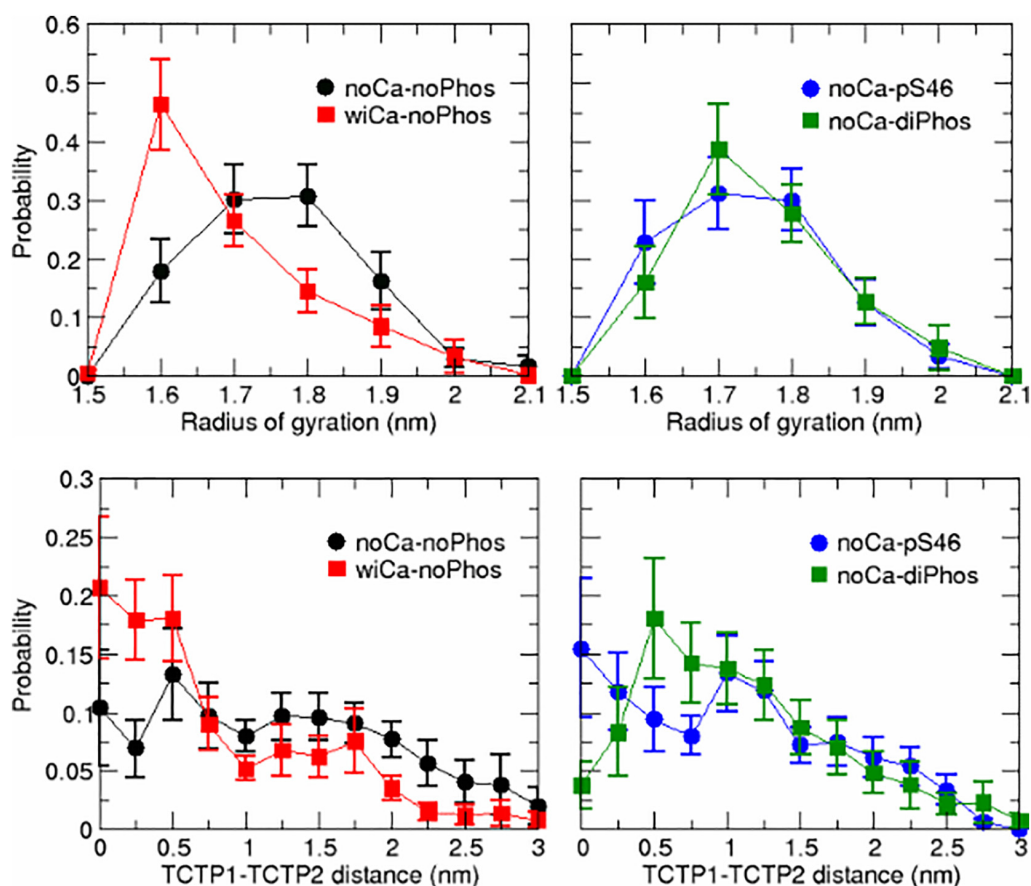 0.6
0.5
0.4
0.3
0.2
0.1
0
Probability
noCa-noPhos
wiCa-noPhos
1.5 1.6 1.7 1.8 1.9 2 2.1
Radius of gyration (nm)
noCa-pS46
noCa-diPhos
1.5 1.6 1.7 1.8 1.9 2 2.1
Radius of gyration (nm)
0.3
0.25
0.2
0.15
0.1
0.05
0
Probability
noCa-noPhos
wiCa-noPhos
0 0.5 1 1.5 2 2.5 3
TCTP1-TCTP2 distance (nm)
noCa-pS46
noCa-diPhos
0 0.5 1 1.5 2 2.5 3
TCTP1-TCTP2 distance (nm)